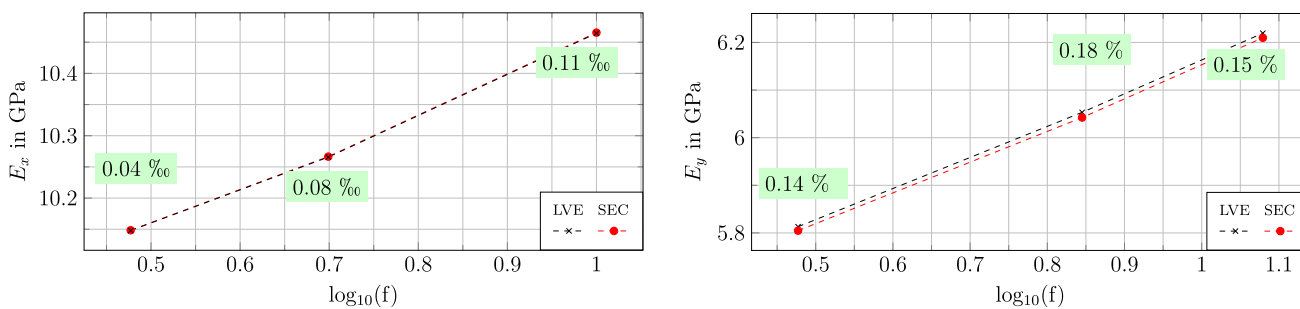 10.4
10.3
10.2
E_x in GPa
0.04 ‰
0.08 ‰
0.11 ‰
LVE SEC
0.5 0.6 0.7 0.8 0.9 1
log₁₀(f)
6.2
6
5.8
E_y in GPa
0.14 %
0.18 %
0.15 %
LVE SEC
0.5 0.6 0.7 0.8 0.9 1 1.1
log₁₀(f)